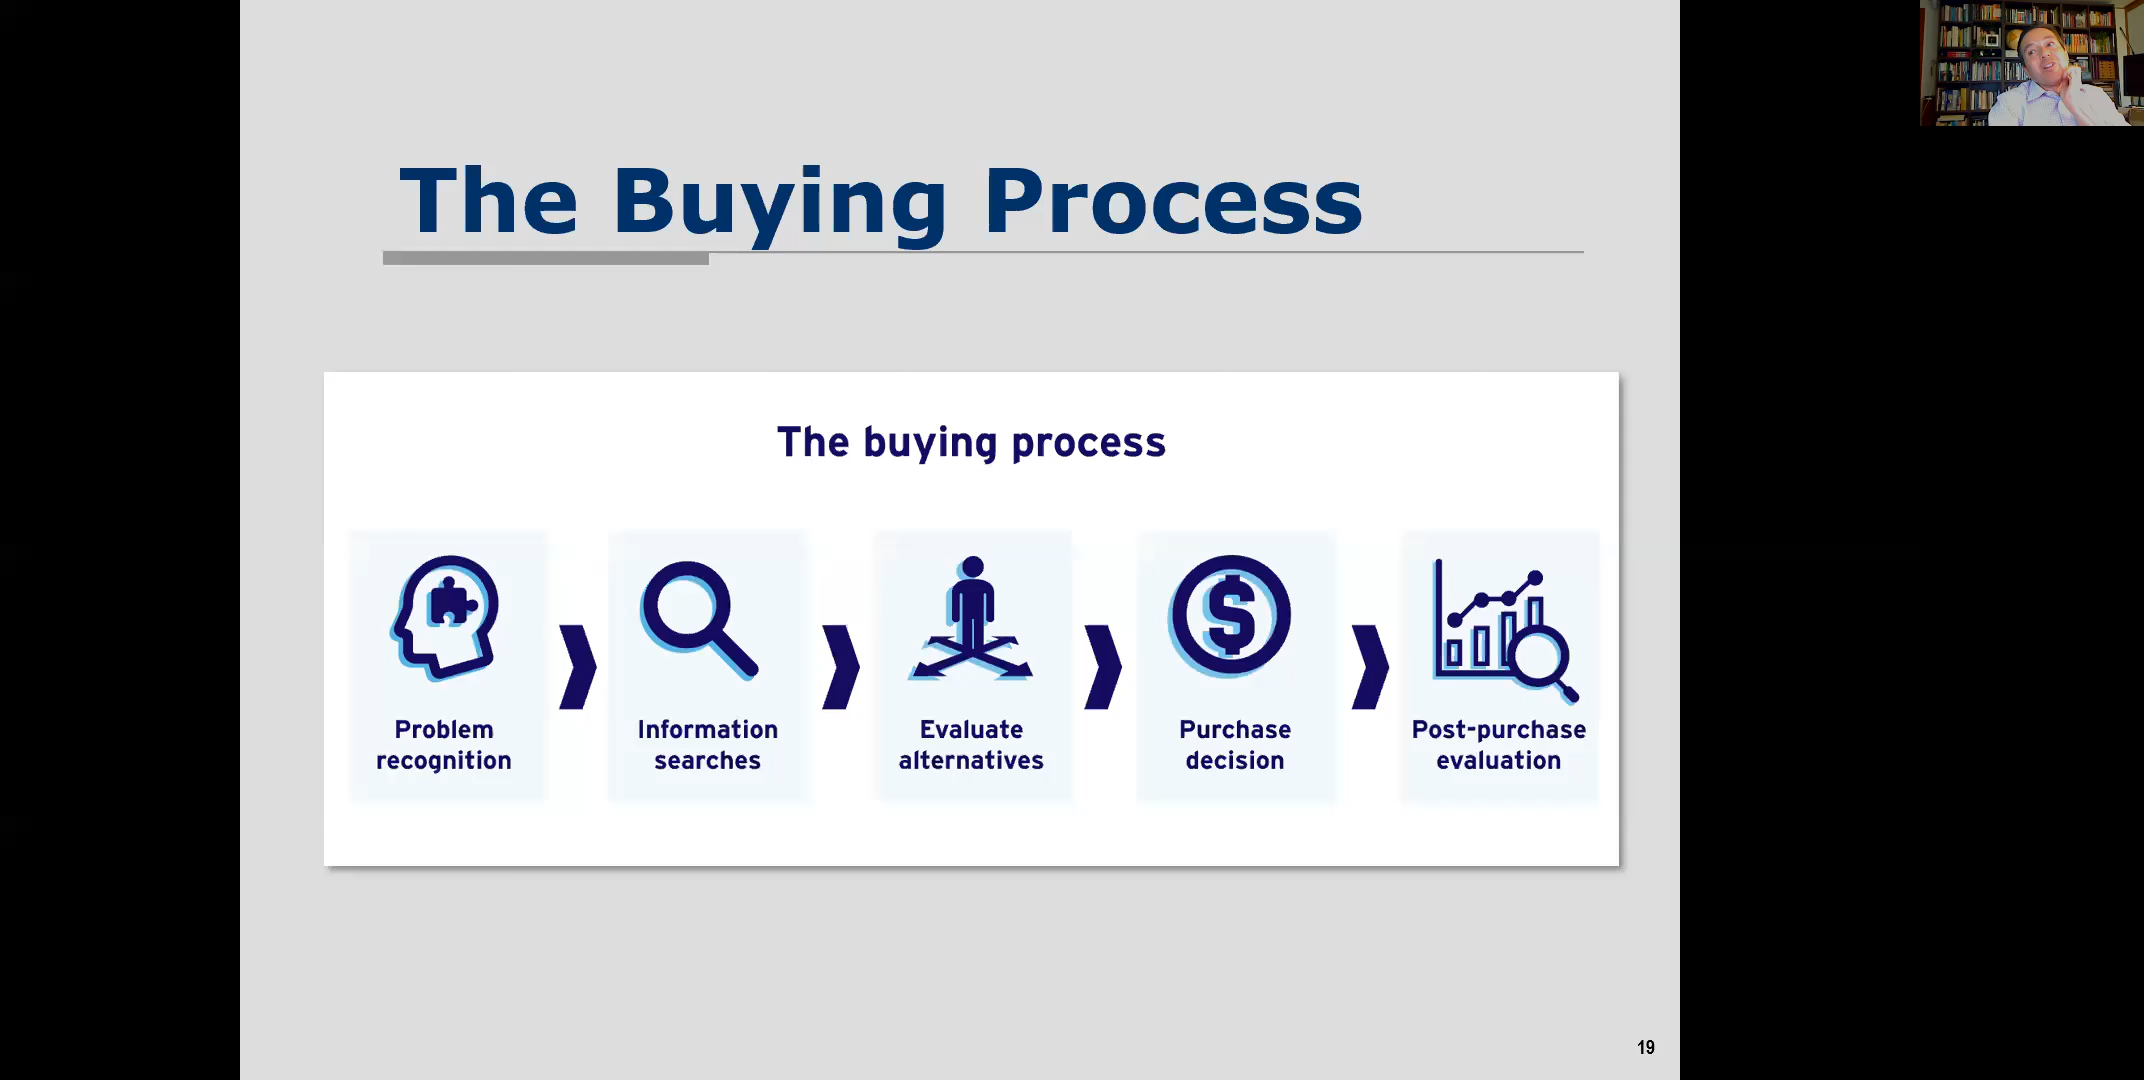 The Buying Process
The buying process
Problem
recognition
Information
searches
Evaluate
alternatives
Purchase
decision
Post-purchase
evaluation
19